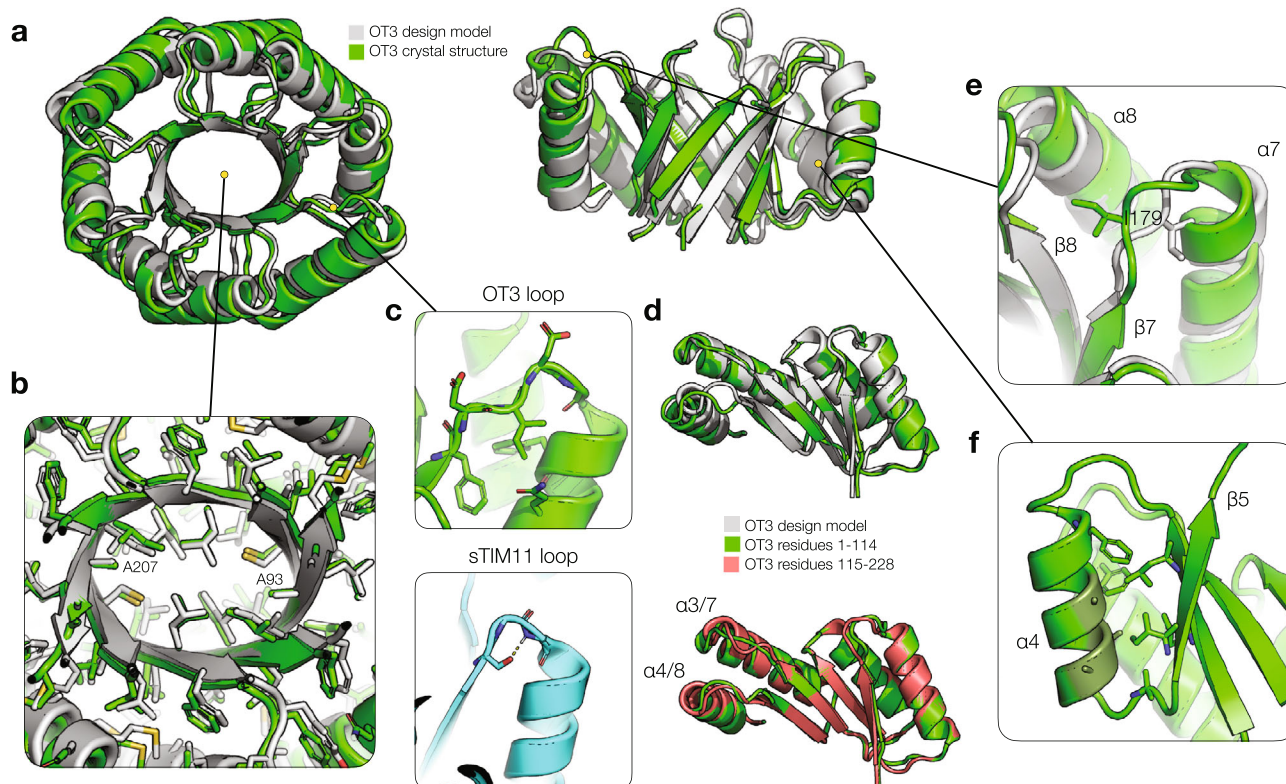 a
OT3 design model
OT3 crystal structure
e
α8
α7
I179
β8
β7
b
A207
A93
c
OT3 loop
sTIM11 loop
d
OT3 design model
OT3 residues 1-114
OT3 residues 115-228
α3/7
α4/8
f
β5
α4